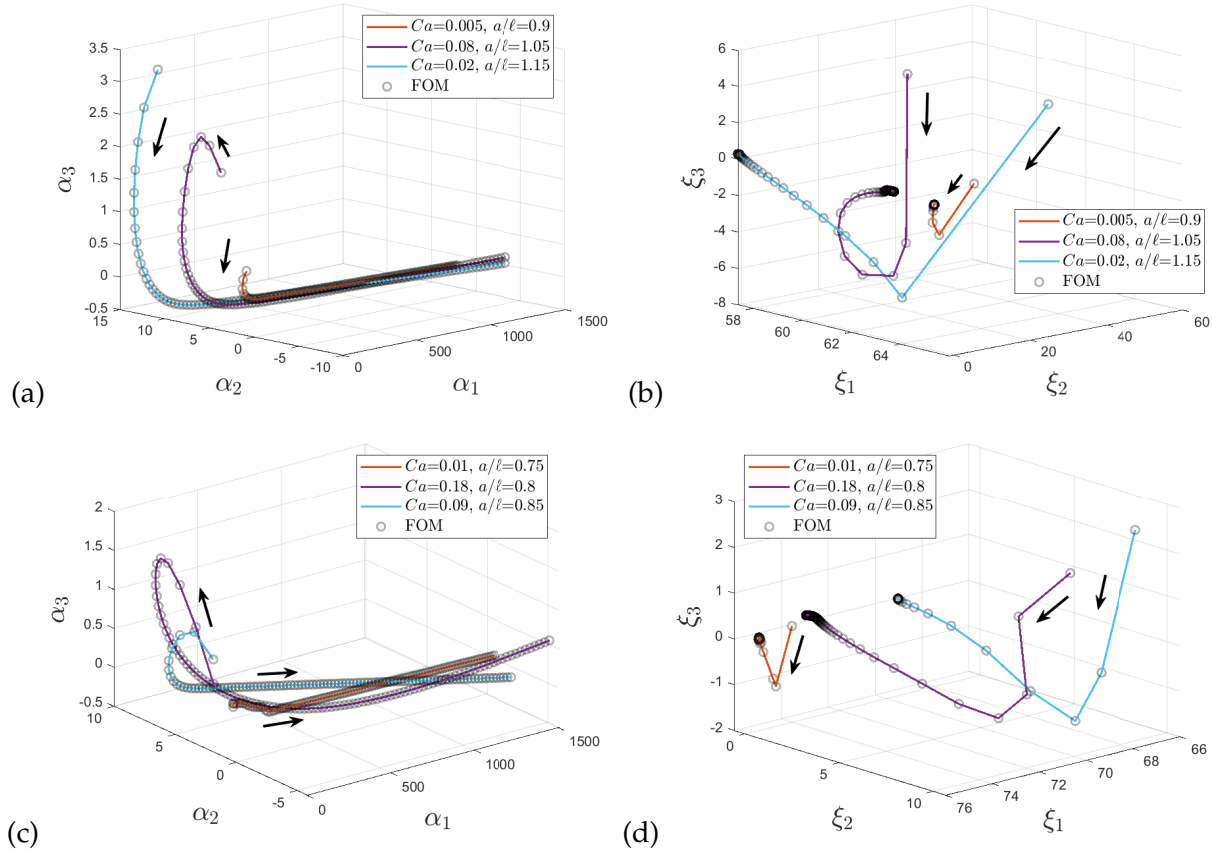 Ca=0.005, a/ℓ=0.9
Ca=0.08, a/ℓ=1.05
Ca=0.02, a/ℓ=1.15
FOM
3.5
3
2.5
2
1.5
1
0.5
0
-0.5
α3
15
10
5
0
-5
-10
α2
0
500
1000
1500
α1
(a)
6
4
2
0
-2
-4
-6
-8
ξ3
58
60
62
64
ξ1
0
20
40
60
ξ2
Ca=0.005, a/ℓ=0.9
Ca=0.08, a/ℓ=1.05
Ca=0.02, a/ℓ=1.15
FOM
(b)
Ca=0.01, a/ℓ=0.75
Ca=0.18, a/ℓ=0.8
Ca=0.09, a/ℓ=0.85
FOM
2
1.5
1
0.5
0
-0.5
α3
10
5
0
-5
α2
0
500
1000
1500
α1
(c)
Ca=0.01, a/ℓ=0.75
Ca=0.18, a/ℓ=0.8
Ca=0.09, a/ℓ=0.85
FOM
3
2
1
0
-1
-2
ξ3
0
5
10
ξ2
76
74
72
70
68
66
ξ1
(d)